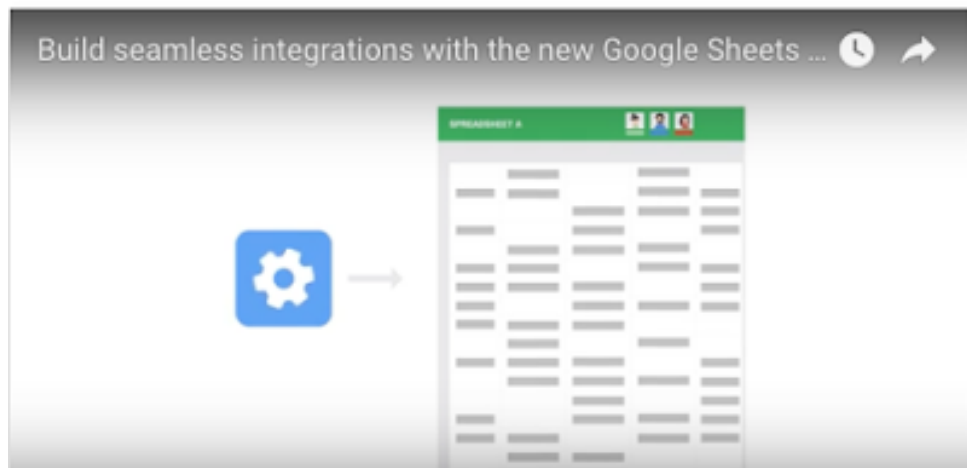 Build seamless integrations with the new Google Sheets ...
SPREADSHEET A